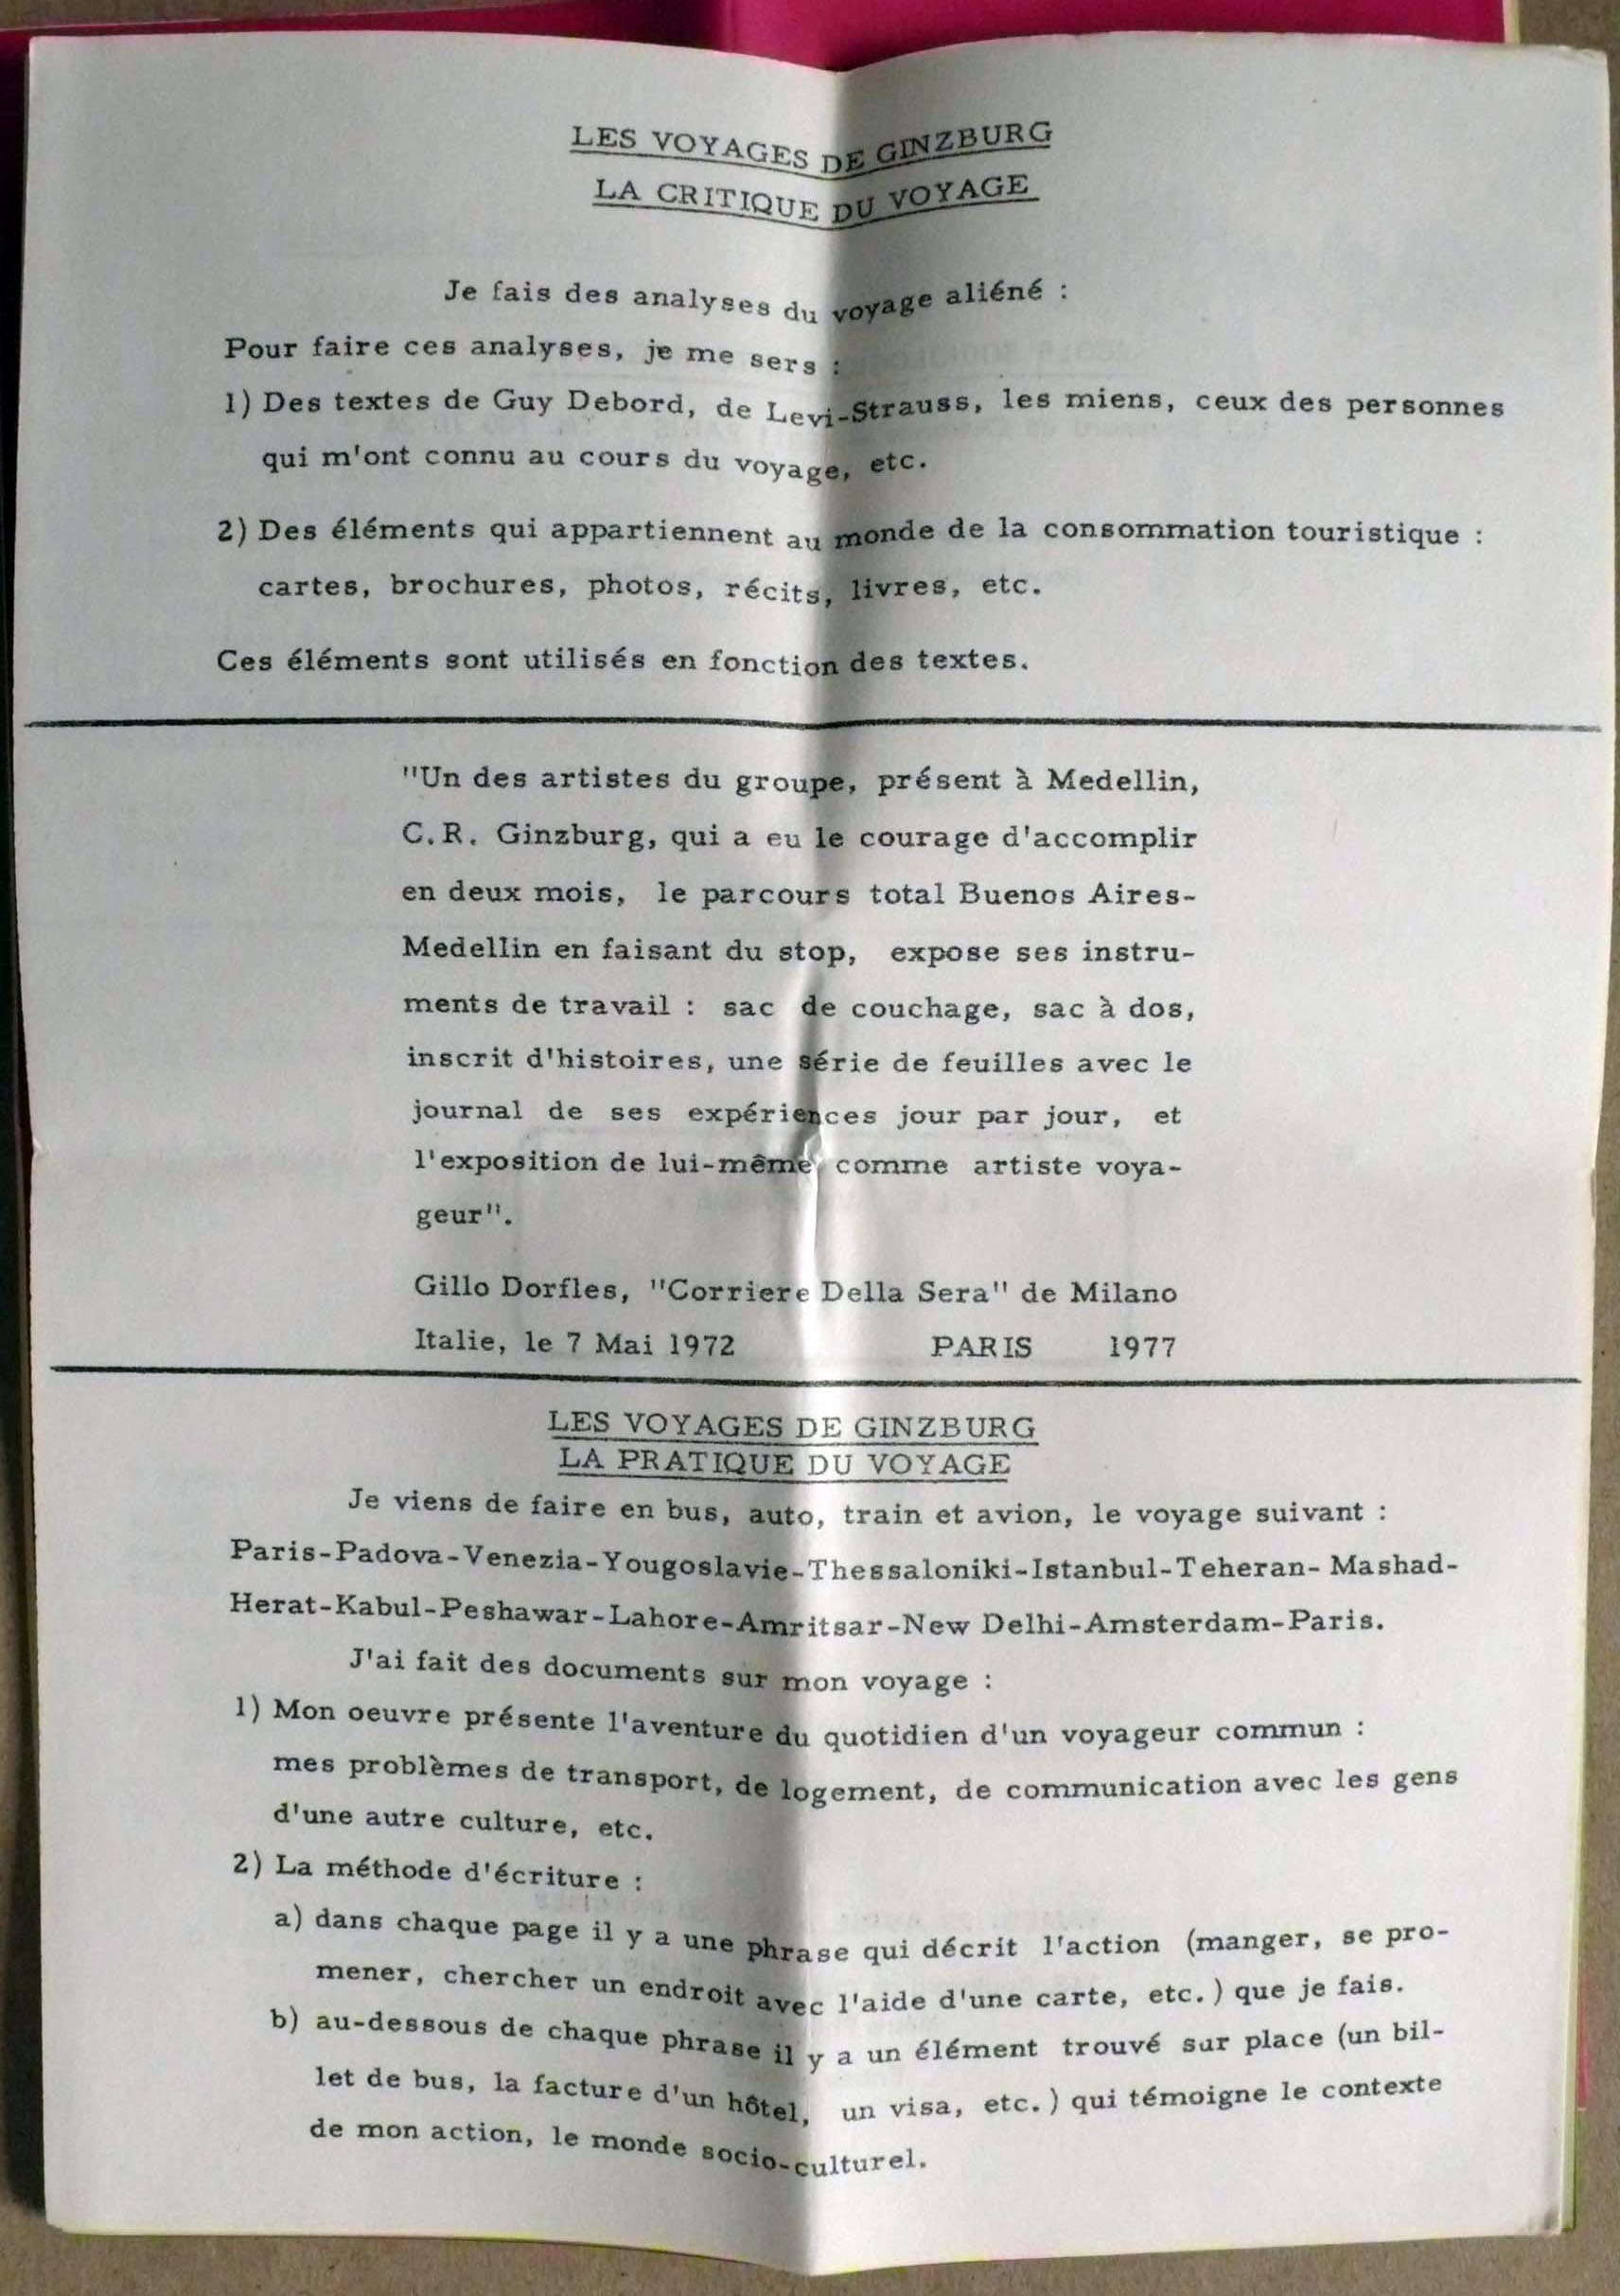 LES VOYAGES DE GINZBURG
LA CRITIQUE DU VOYAGE
Je fais des analyses du voyage aliéné :
Pour faire ces analyses, je me sers :
1) Des textes de Guy Debord, de Levi-Strauss, les miens, ceux des personnes
qui m'ont connu au cours du voyage, etc.
2) Des éléments qui appartiennent au monde de la consommation touristique :
cartes, brochures, photos, récits, livres, etc.
Ces éléments sont utilisés en fonction des textes.
"Un des artistes du groupe, présent à Medellin,
C.R. Ginzburg, qui a eu le courage d'accomplir
en deux mois, le parcours total Buenos Aires-
Medellin en faisant du stop, expose ses instru-
ments de travail : sac de couchage, sac à dos,
inscrit d'histoires, une série de feuilles avec le
journal de ses expériences jour par jour, et
l'exposition de lui-même comme artiste voya-
geur".
Gillo Dorfles, "Corriere Della Sera" de Milano
Italie, le 7 Mai 1972 PARIS 1977
LES VOYAGES DE GINZBURG
LA PRATIQUE DU VOYAGE
Je viens de faire en bus, auto, train et avion, le voyage suivant :
Paris-Padova-Venezia-Yougoslavie-Thessaloniki-Istanbul-Teheran- Mashad-
Herat-Kabul-Peshawar-Lahore-Amritsar-New Delhi-Amsterdam-Paris.
J'ai fait des documents sur mon voyage :
1) Mon oeuvre présente l'aventure du quotidien d'un voyageur commun :
mes problèmes de transport, de logement, de communication avec les gens
d'une autre culture, etc.
2) La méthode d'écriture :
a) dans chaque page il y a une phrase qui décrit l'action (manger, se pro-
mener, chercher un endroit avec l'aide d'une carte, etc.) que je fais.
b) au-dessous de chaque phrase il y a un élément trouvé sur place (un bil-
let de bus, la facture d'un hôtel, un visa, etc.) qui témoigne le contexte
de mon action, le monde socio-culturel.